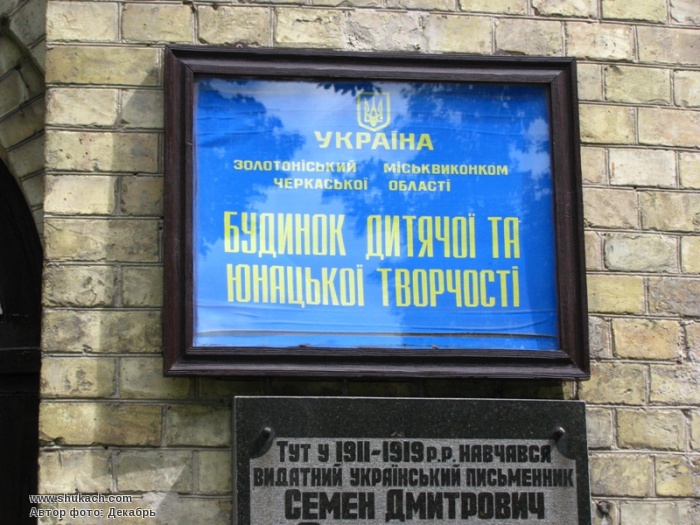 УКРАЇНА
ЗОЛОТОНІСЬКИЙ МІСЬКВИКОНКОМ
ЧЕРКАСЬКОЇ ОБЛАСТІ
БУДИНОК ДИТЯЧОЇ ТА
ЮНАЦЬКОЇ ТВОРЧОСТІ
ТУТ У 1911-1919 Р.Р. НАВЧАВСЯ
ВИДАТНИЙ УКРАЇНСЬКИЙ ПИСЬМЕННИК
СЕМЕН ДМИТРОВИЧ
www.shukach.com
Автор фото: Декабрь